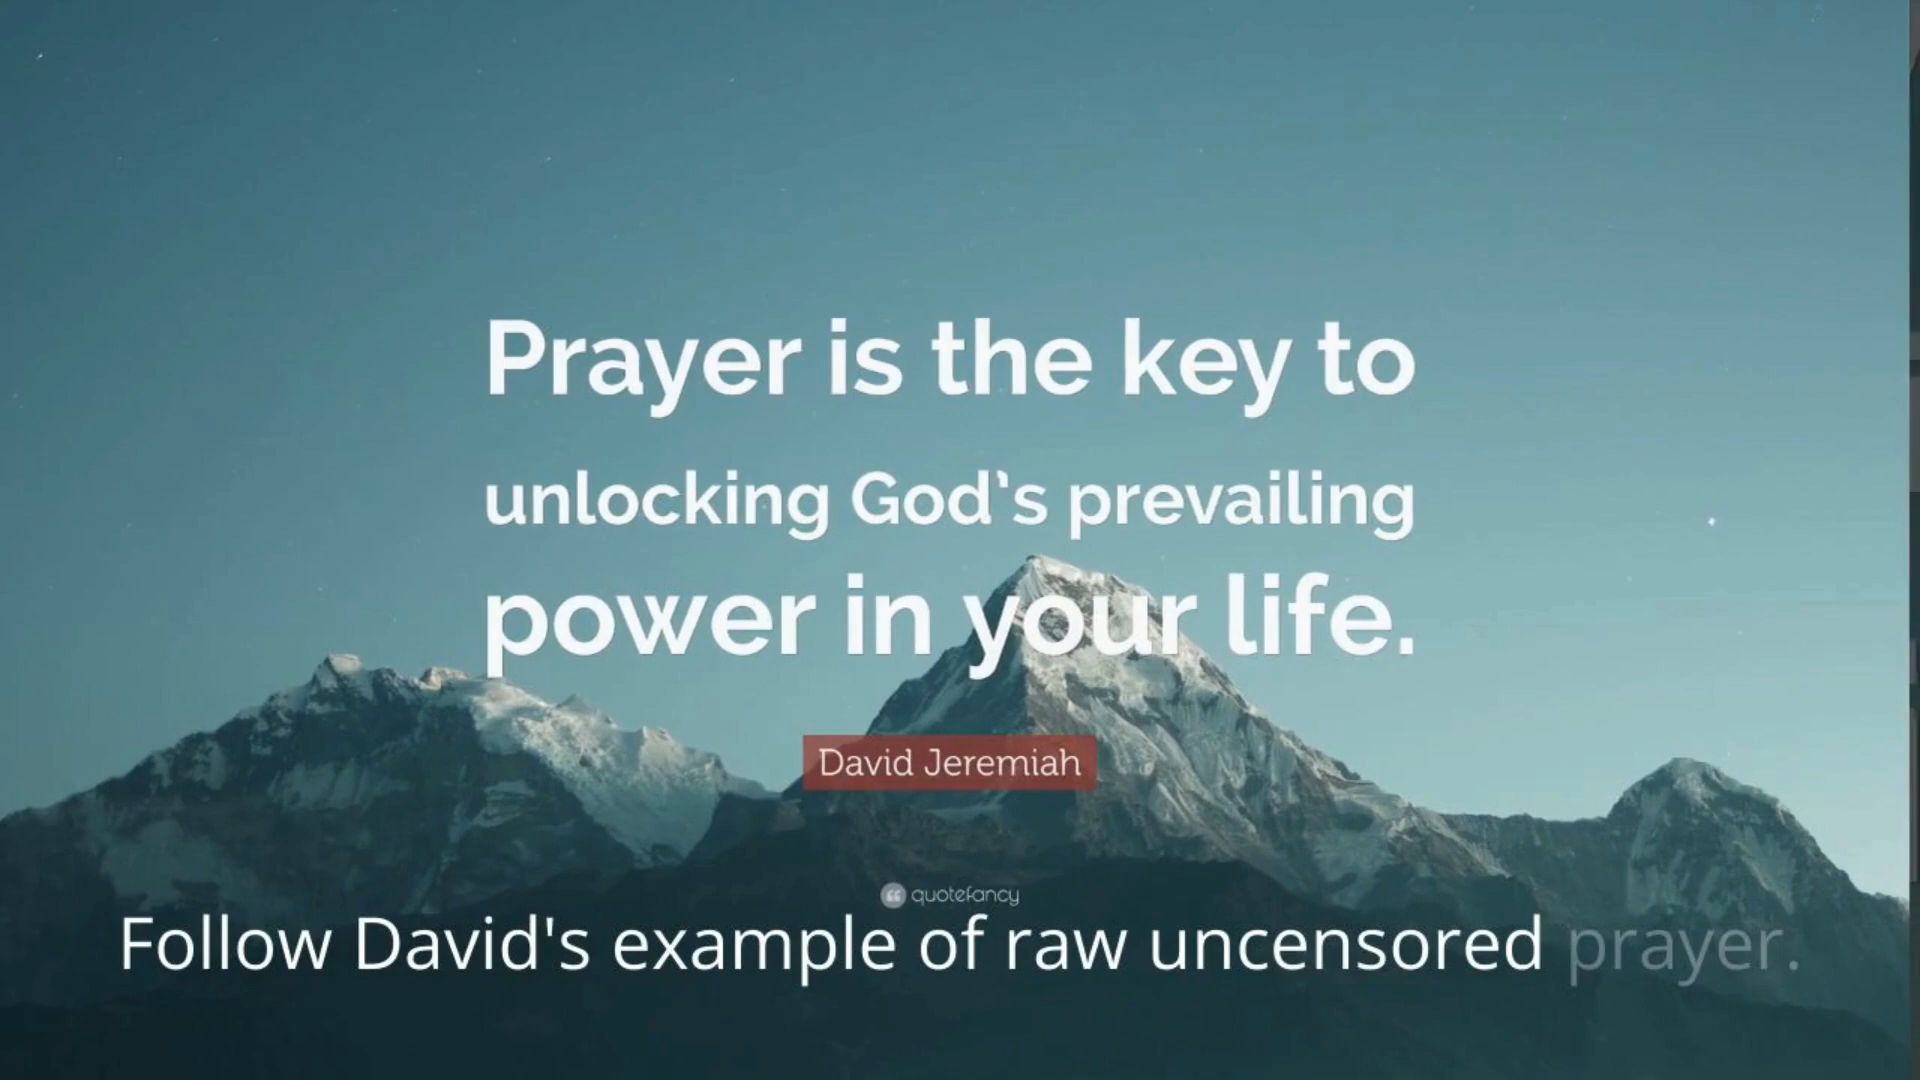 Prayer is the key to
unlocking God’s prevailing
power in your life.
David Jeremiah
quotefancy
Follow David's example of raw uncensored prayer.